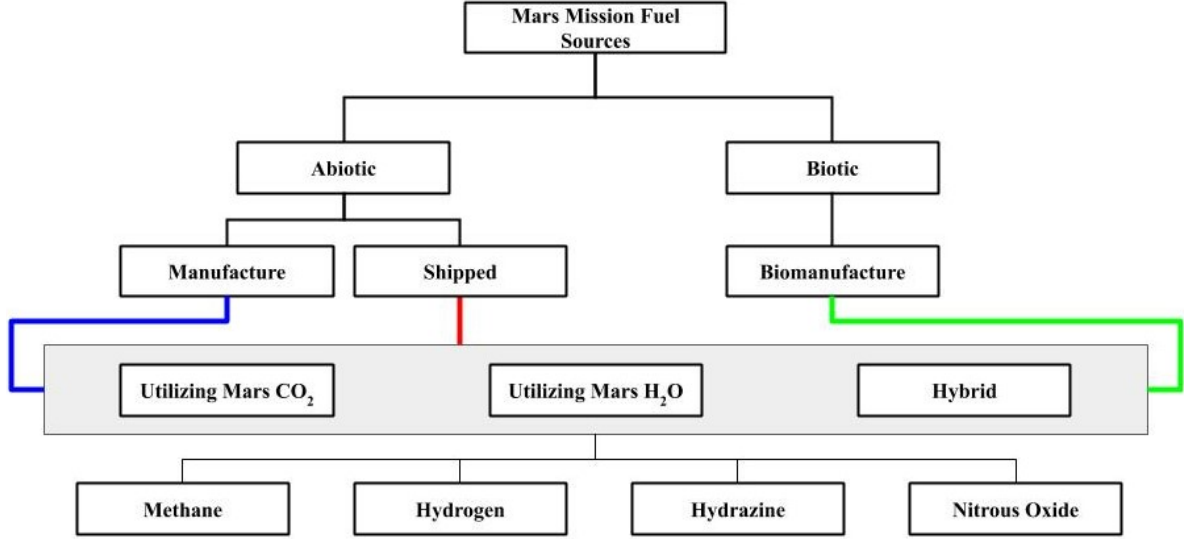 Mars Mission Fuel
Sources
Abiotic
Biotic
Manufacture
Shipped
Biomanufacture
Utilizing Mars CO₂
Utilizing Mars H₂O
Hybrid
Methane
Hydrogen
Hydrazine
Nitrous Oxide